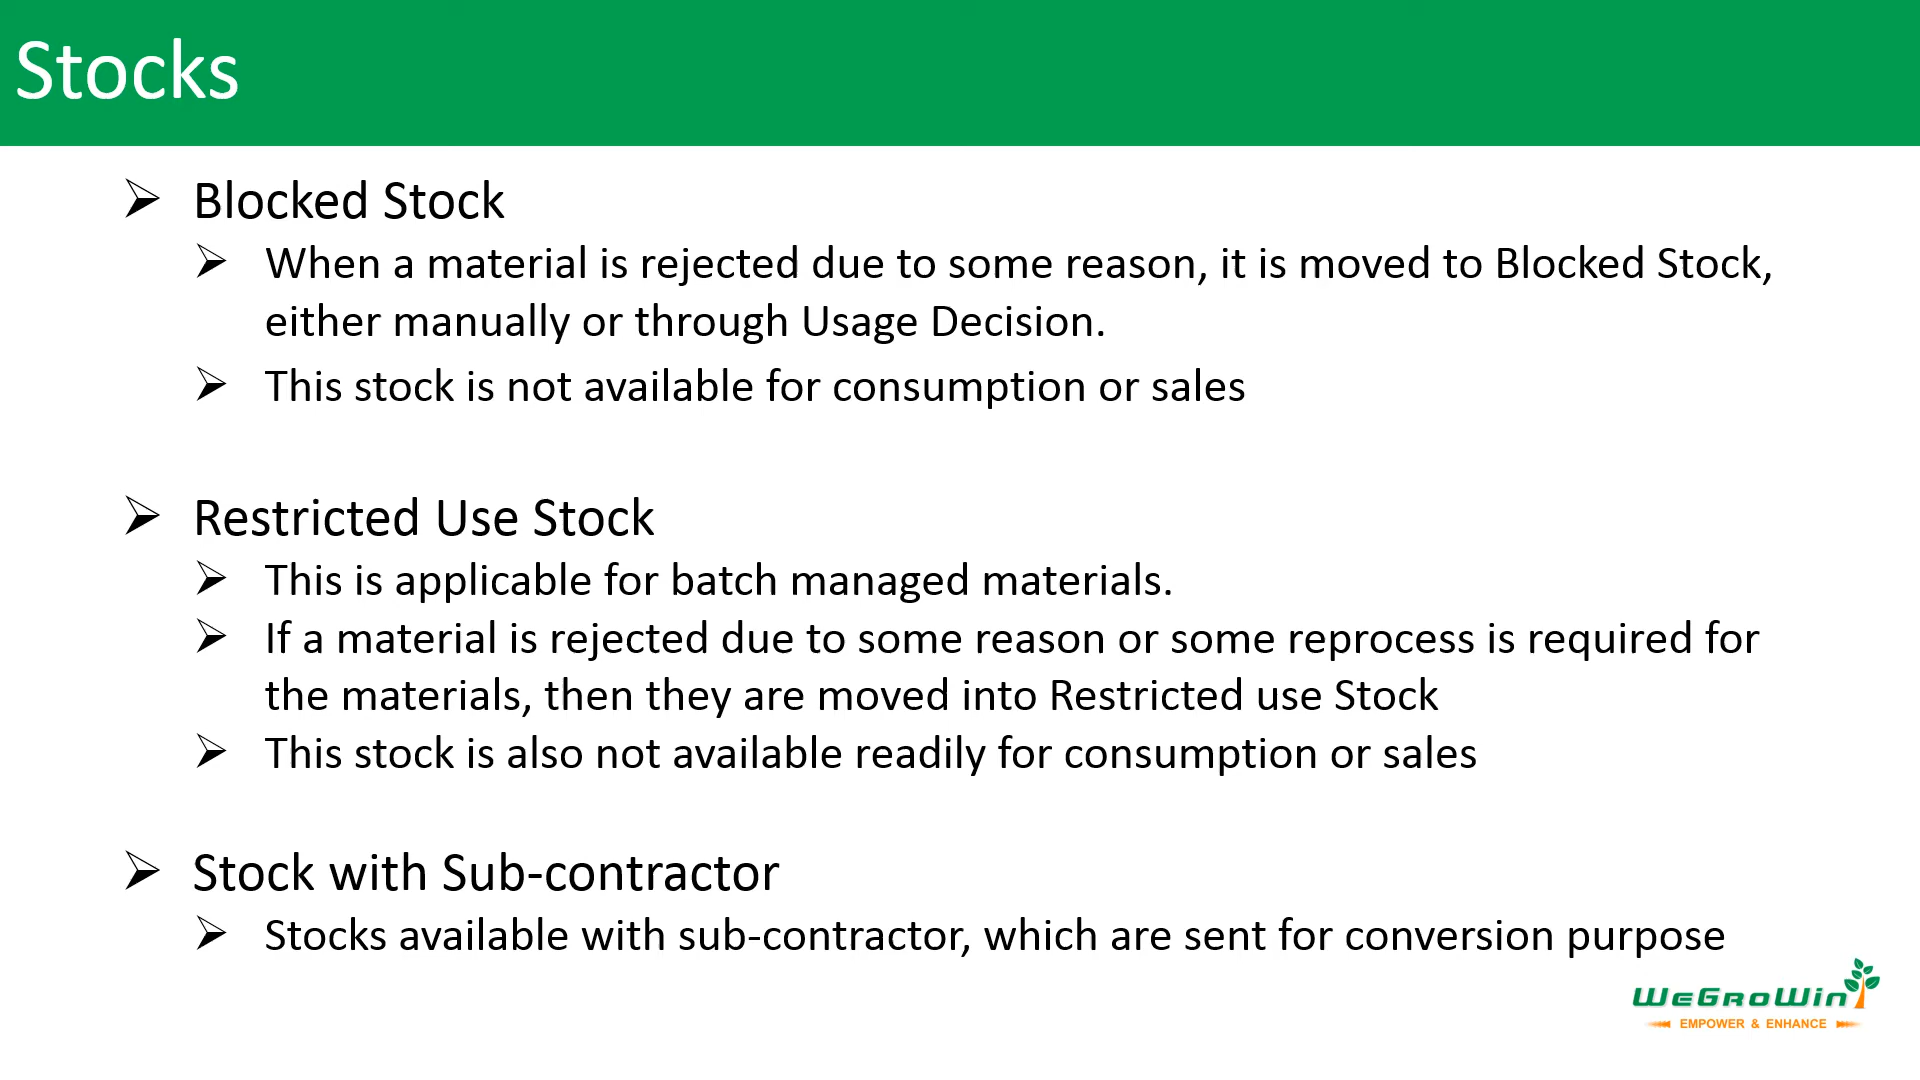 Stocks
Blocked Stock
When a material is rejected due to some reason, it is moved to Blocked Stock,
either manually or through Usage Decision.
This stock is not available for consumption or sales
Restricted Use Stock
This is applicable for batch managed materials.
If a material is rejected due to some reason or some reprocess is required for
the materials, then they are moved into Restricted use Stock
This stock is also not available readily for consumption or sales
Stock with Sub-contractor
Stocks available with sub-contractor, which are sent for conversion purpose
WeGroWin
EMPOWER & ENHANCE